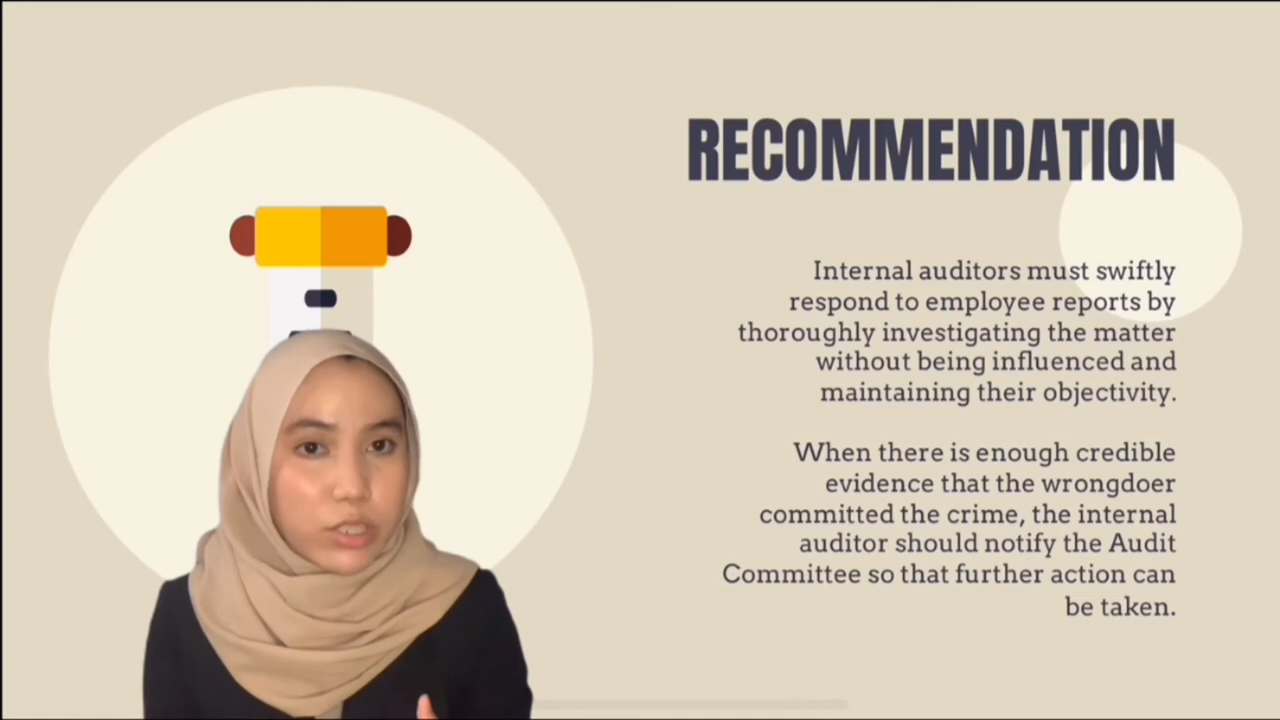 RECOMMENDATION
Internal auditors must swiftly
respond to employee reports by
thoroughly investigating the matter
without being influenced and
maintaining their objectivity.
When there is enough credible
evidence that the wrongdoer
committed the crime, the internal
auditor should notify the Audit
Committee so that further action can
be taken.